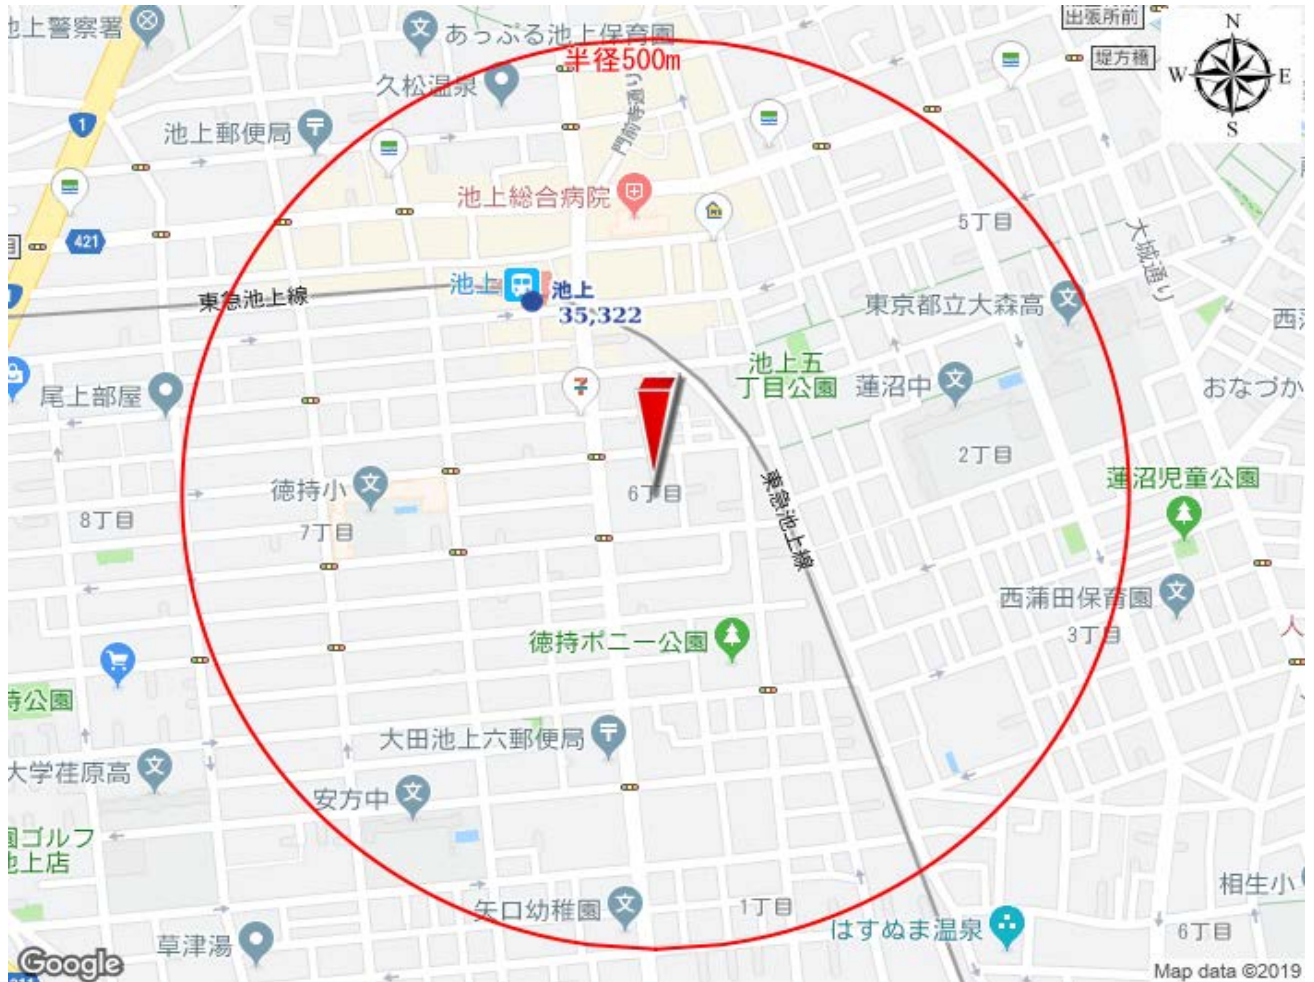 池上警察署
あっぷる池上保育園
出張所前
堤方橋
N
W
E
S
半径500m
久松温泉
門前寺通り
1
池上郵便局
池上総合病院
5丁目
大城通り
421
目
池上
池上
35,322
東急池上線
東京都立大森高
西
池上五
丁目公園
蓮沼中
おなづか
尾上部屋
7
2丁目
蓮沼児童公園
徳持小
6丁目
東急池上線
8丁目
7丁目
西蒲田保育園
3丁目
人
徳持ポニー公園
持公園
大田池上六郵便局
大学荏原高
安方中
園ゴルフ
池上店
相生小
矢口幼稚園
1丁目
はすぬま温泉
6丁目
草津湯
Google
Map data ©2019